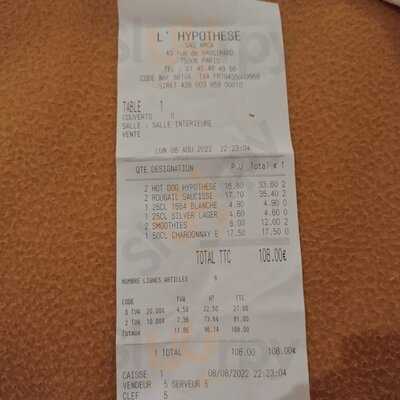 L' HYPOTHESE
SAS AMCA
75006 PARIS
TABLE 1
COUVERTS 0
SALLE : SALLE INTERIEURE
VENTE
LUN 08 AOU 2022 22:23:04
QTE DESIGNATION P.U Total € T
2 HOT DOG HYPOTHESE 16.80 33.60 2
2 ROUGAIL SAUCISSE 17.70 35.40 2
1 25CL 1664 BLANCHE 4.90 4.90 0
1 25CL SILVER LAGER 4.60 4.60 0
2 SMOOTHIES 6.00 12.00 2
1 50CL CHARDONNAY B 17.50 17.50 0
TOTAL TTC 108.00€
NOMBRE LIGNES ARTICLES 6
CODE TVA HT TTC
0 TVA 20.00% 4.50 22.50 27.00
2 TVA 10.00% 7.36 73.64 81.00
Totaux 11.86 96.14 108.00
1 TOTAL 108.00 108.00€
CAISSE 1 08/08/2022 22:23:04
VENDEUR 5 SERVEUR 5
CLEF 5